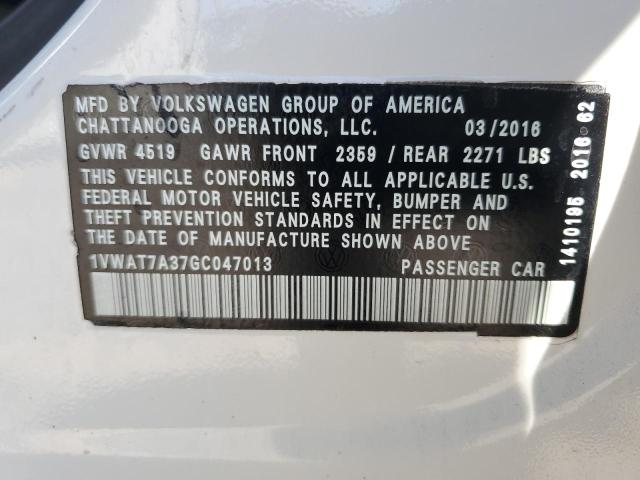 MFD BY VOLKSWAGEN GROUP OF AMERICA
CHATTANOOGA OPERATIONS, LLC. 03/2016
GVWR 4519 GAWR FRONT 2359 / REAR 2271 LBS
THIS VEHICLE CONFORMS TO ALL APPLICABLE U.S.
FEDERAL MOTOR VEHICLE SAFETY, BUMPER AND
THEFT PREVENTION STANDARDS IN EFFECT ON
THE DATE OF MANUFACTURE SHOWN ABOVE.
1VWAT7A37GC047013 PASSENGER CAR
1410195 2016 62